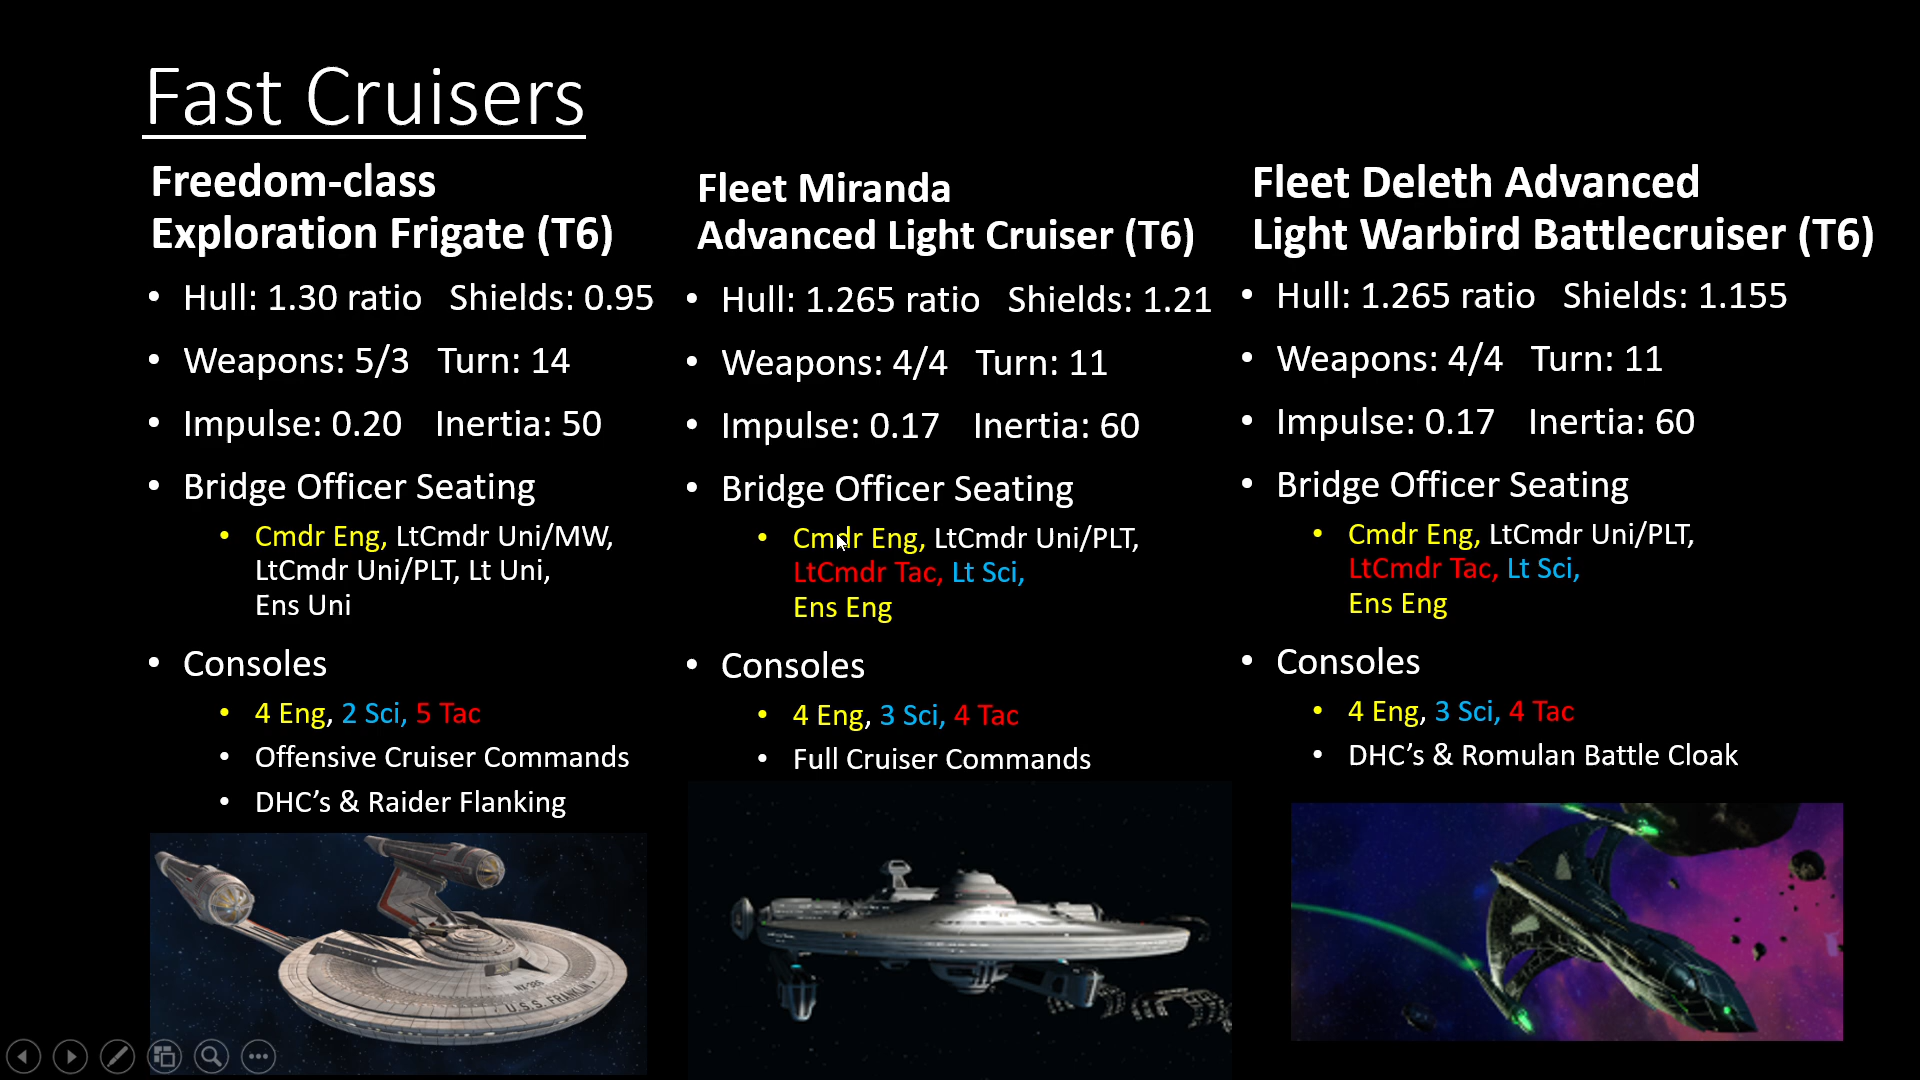 Fast Cruisers
Freedom-class
Exploration Frigate (T6)
• Hull: 1.30 ratio Shields: 0.95
• Weapons: 5/3 Turn: 14
• Impulse: 0.20 Inertia: 50
• Bridge Officer Seating
• Cmdr Eng, LtCmdr Uni/MW,
LtCmdr Uni/PLT, Lt Uni,
Ens Uni
• Consoles
• 4 Eng, 2 Sci, 5 Tac
• Offensive Cruiser Commands
• DHC’s & Raider Flanking
NX-326
U.S.S. FRANKLIN
Fleet Miranda
Advanced Light Cruiser (T6)
• Hull: 1.265 ratio Shields: 1.21
• Weapons: 4/4 Turn: 11
• Impulse: 0.17 Inertia: 60
• Bridge Officer Seating
• Cmdr Eng, LtCmdr Uni/PLT,
LtCmdr Tac, Lt Sci,
Ens Eng
• Consoles
• 4 Eng, 3 Sci, 4 Tac
• Full Cruiser Commands
Fleet Deleth Advanced
Light Warbird Battlecruiser (T6)
• Hull: 1.265 ratio Shields: 1.155
• Weapons: 4/4 Turn: 11
• Impulse: 0.17 Inertia: 60
• Bridge Officer Seating
• Cmdr Eng, LtCmdr Uni/PLT,
LtCmdr Tac, Lt Sci,
Ens Eng
• Consoles
• 4 Eng, 3 Sci, 4 Tac
• DHC’s & Romulan Battle Cloak